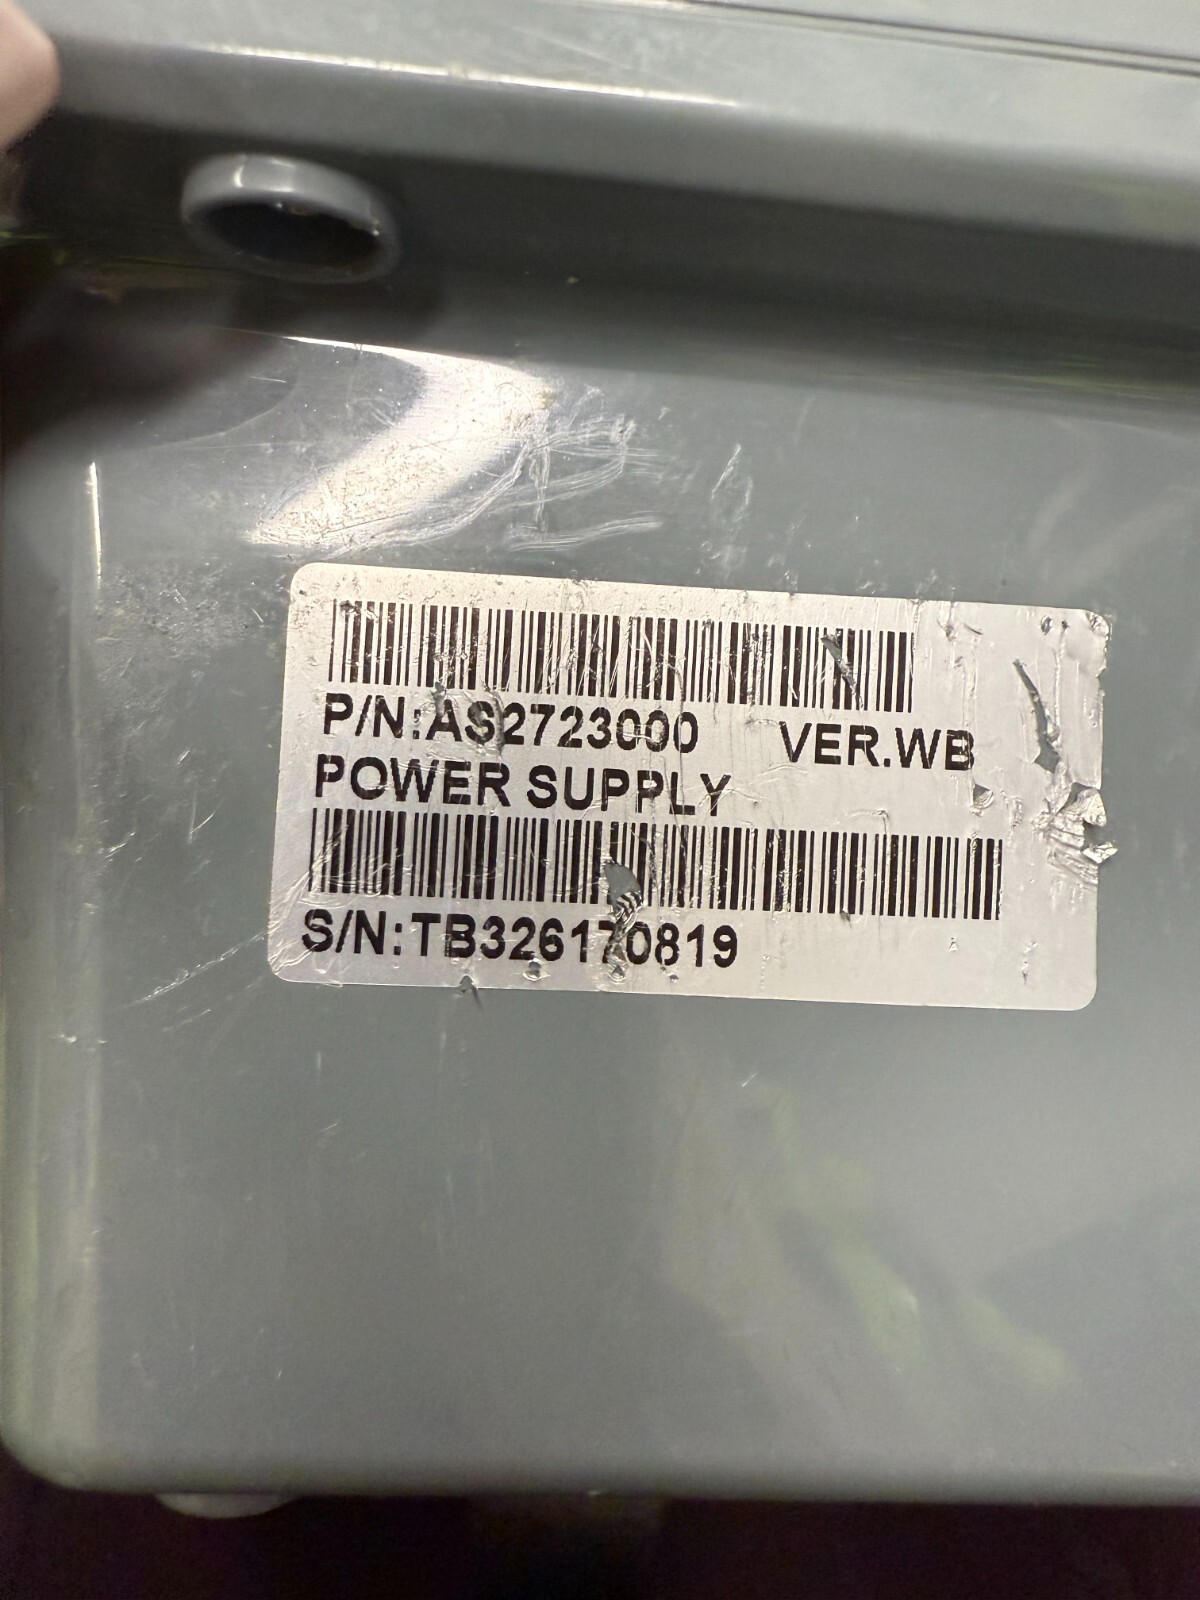 P/N:AS2723000 VER.WB
POWER SUPPLY
S/N:TB326170819